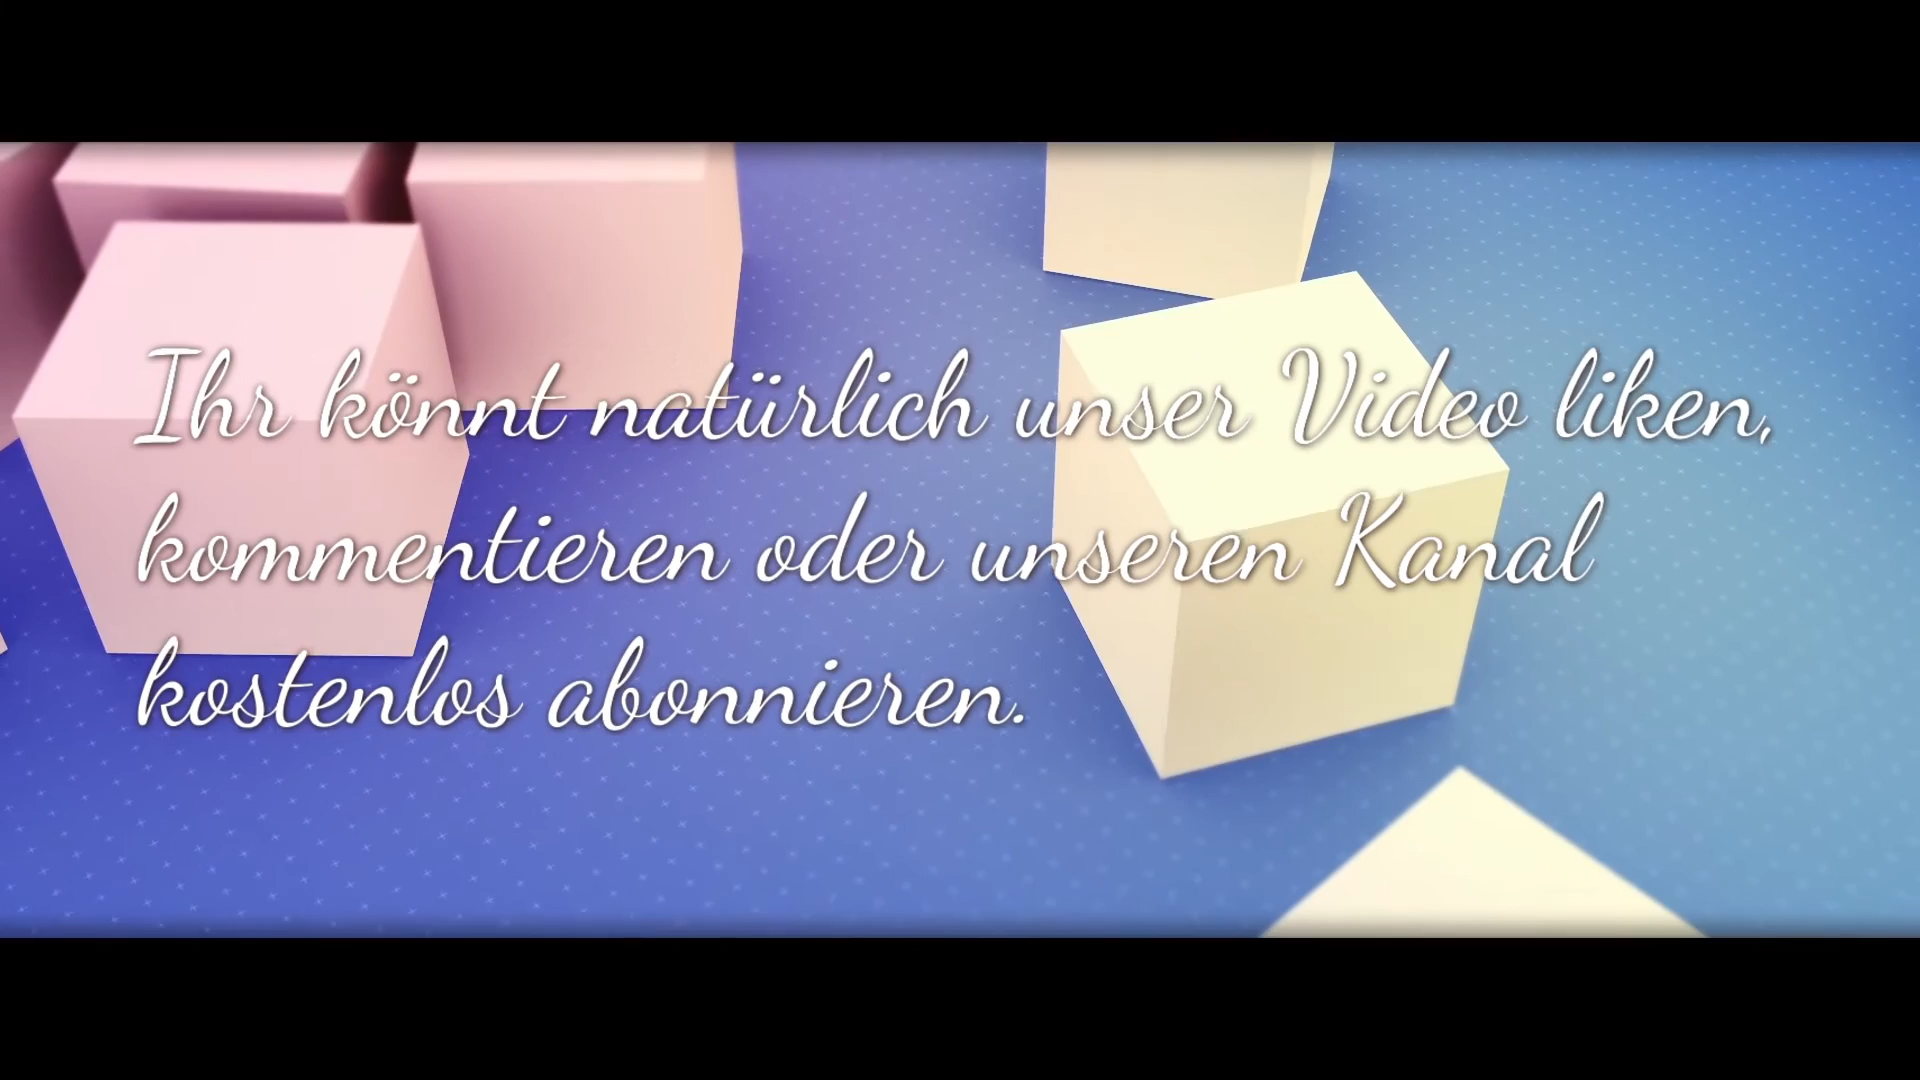 Ihr könnt natürlich unser Video liken,
kommentieren oder unseren Kanal
kostenlos abonnieren.